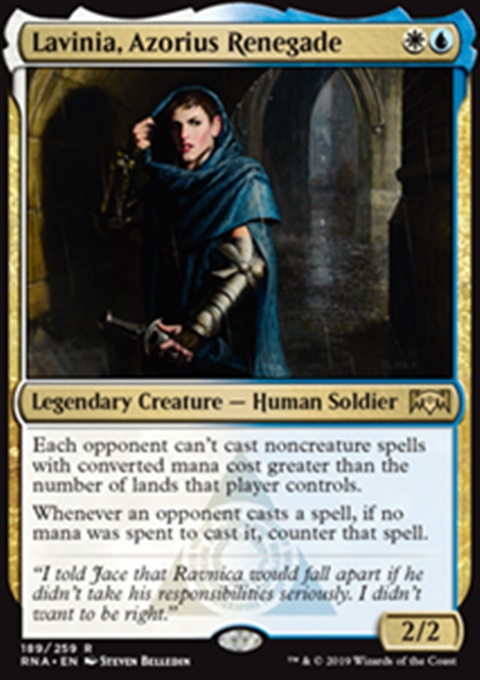 Lavinia, Azorius Renegade
Legendary Creature — Human Soldier
Each opponent can't cast noncreature spells
with converted mana cost greater than the
number of lands that player controls.
Whenever an opponent casts a spell, if no
mana was spent to cast it, counter that spell.
"I told Jace that Ravnica would fall apart if he
didn't take his responsibilities seriously. I didn't
want to be right."
2/2
189/259 R
RNA • EN Steven Belledin
™ & © 2019 Wizards of the Coast